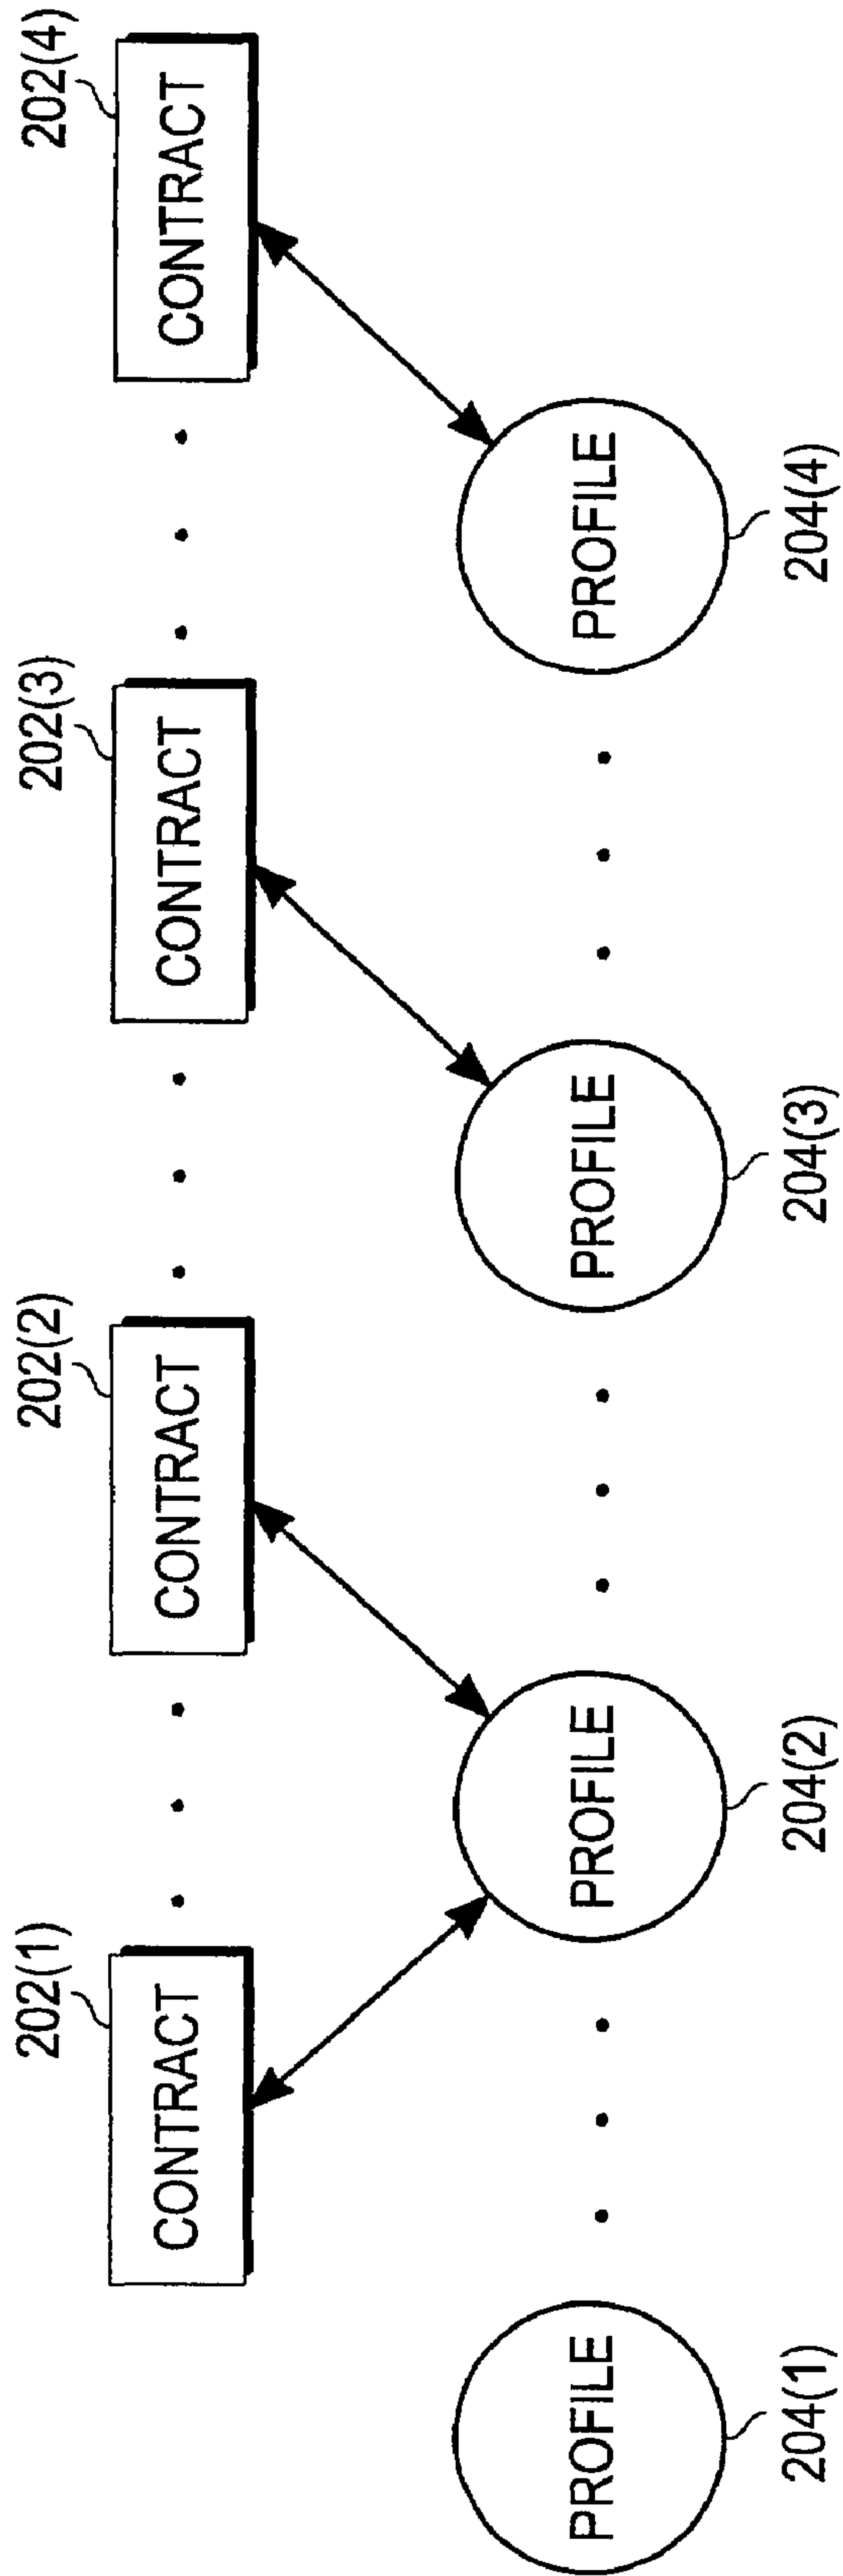 202(1)
202(2)
202(3)
202(4)
CONTRACT
CONTRACT
CONTRACT
CONTRACT
PROFILE
PROFILE
PROFILE
PROFILE
204(1)
204(2)
204(3)
204(4)